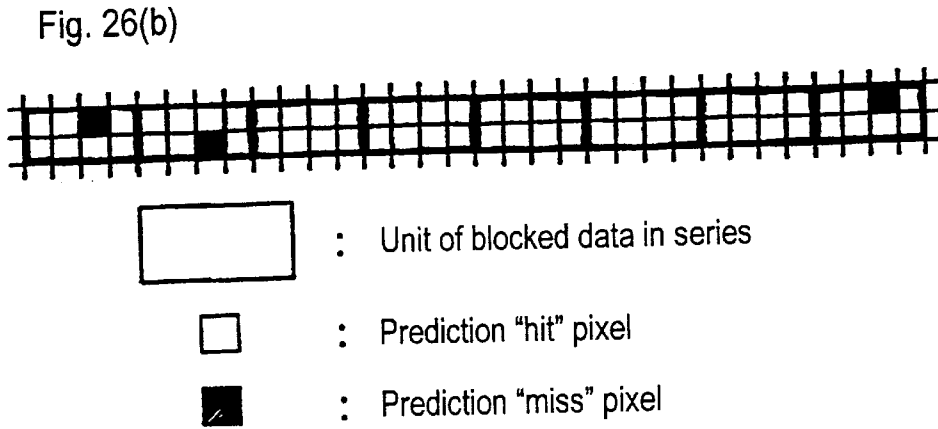 Fig. 26(b)
: Unit of blocked data in series
: Prediction “hit” pixel
: Prediction “miss” pixel